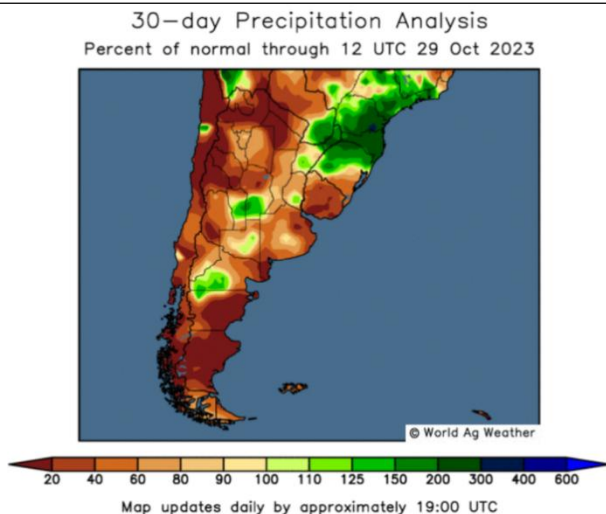 30-day Precipitation Analysis
Percent of normal through 12 UTC 29 Oct 2023
© World Ag Weather
20 40 60 80 90 100 110 125 150 200 300 400 600
Map updates daily by approximately 19:00 UTC